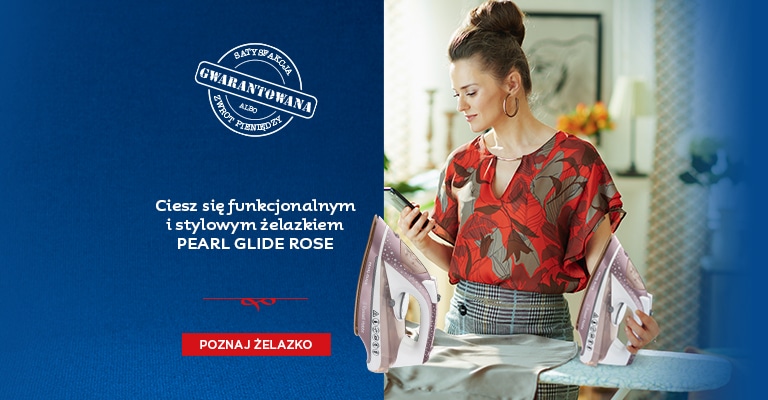 SATYSFAKCJA
GWARANTOWANA
ALBO
ZWROT PIENIĘDZY
Ciesz się funkcjonalnym
i stylowym żelazkiem
PEARL GLIDE ROSE
POZNAJ ŻELAZKO